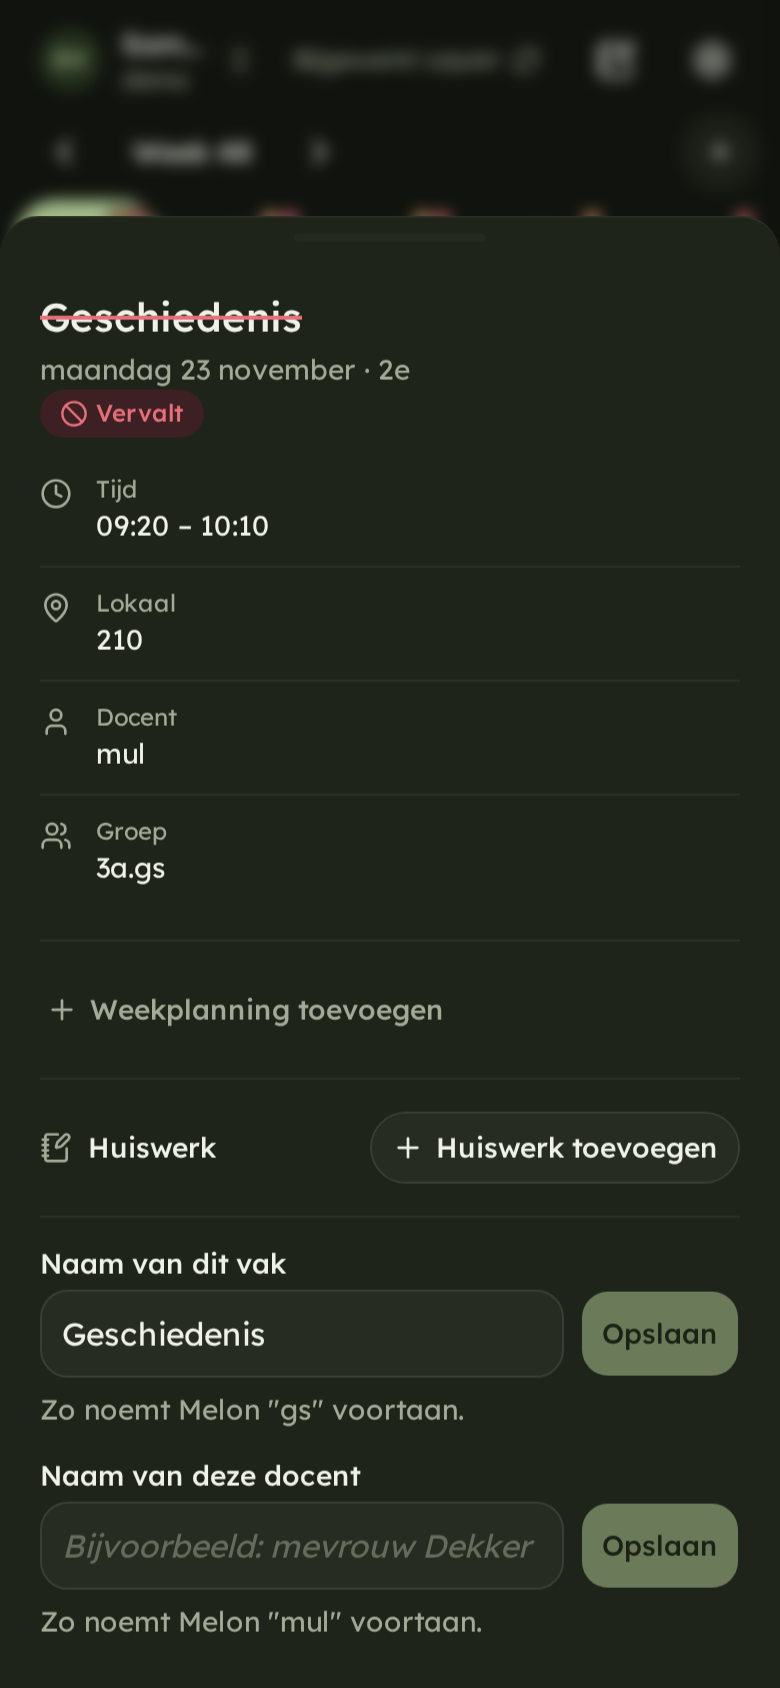 Week 48
Geschiedenis
maandag 23 november · 2e
Vervalt
Tijd
09:20 – 10:10
Lokaal
210
Docent
mul
Groep
3a.gs
Weekplanning toevoegen
Huiswerk
Huiswerk toevoegen
Naam van dit vak
Geschiedenis
Opslaan
Zo noemt Melon "gs" voortaan.
Naam van deze docent
Bijvoorbeeld: mevrouw Dekker
Opslaan
Zo noemt Melon "mul" voortaan.